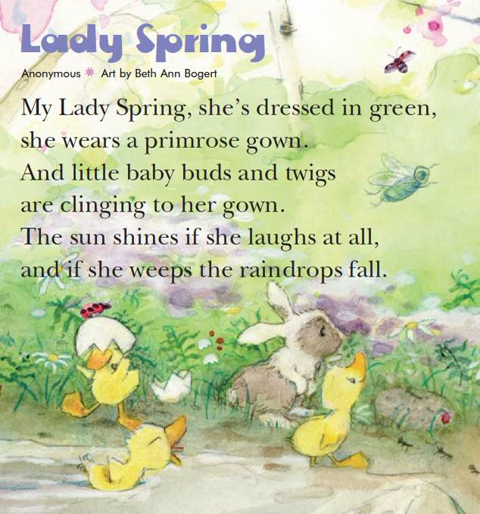 Lady Spring
Anonymous ✷ Art by Beth Ann Bogert
My Lady Spring, she's dressed in green,
she wears a primrose gown.
And little baby buds and twigs
are clinging to her gown.
The sun shines if she laughs at all,
and if she weeps the raindrops fall.